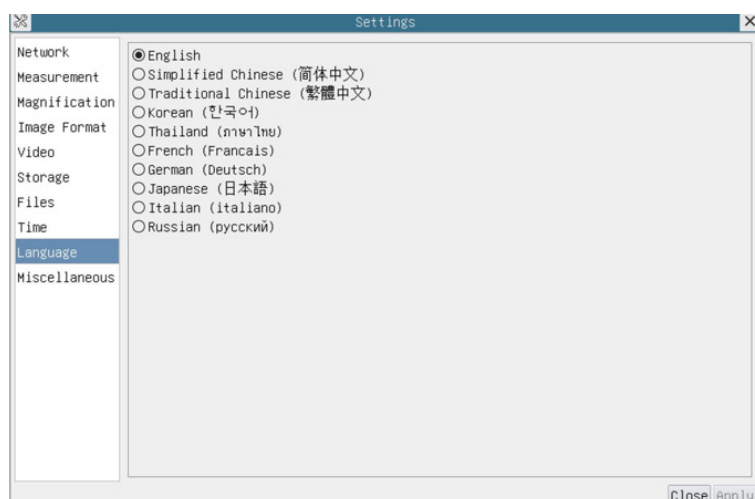 Settings
Network
Measurement
Magnification
Image Format
Video
Storage
Files
Time
Language
Miscellaneous
English
Simplified Chinese (简体中文)
Traditional Chinese (繁體中文)
Korean (한국어)
Thailand (ภาษาไทย)
French (Francais)
German (Deutsch)
Japanese (日本語)
Italian (italiano)
Russian (русский)
Close Apply